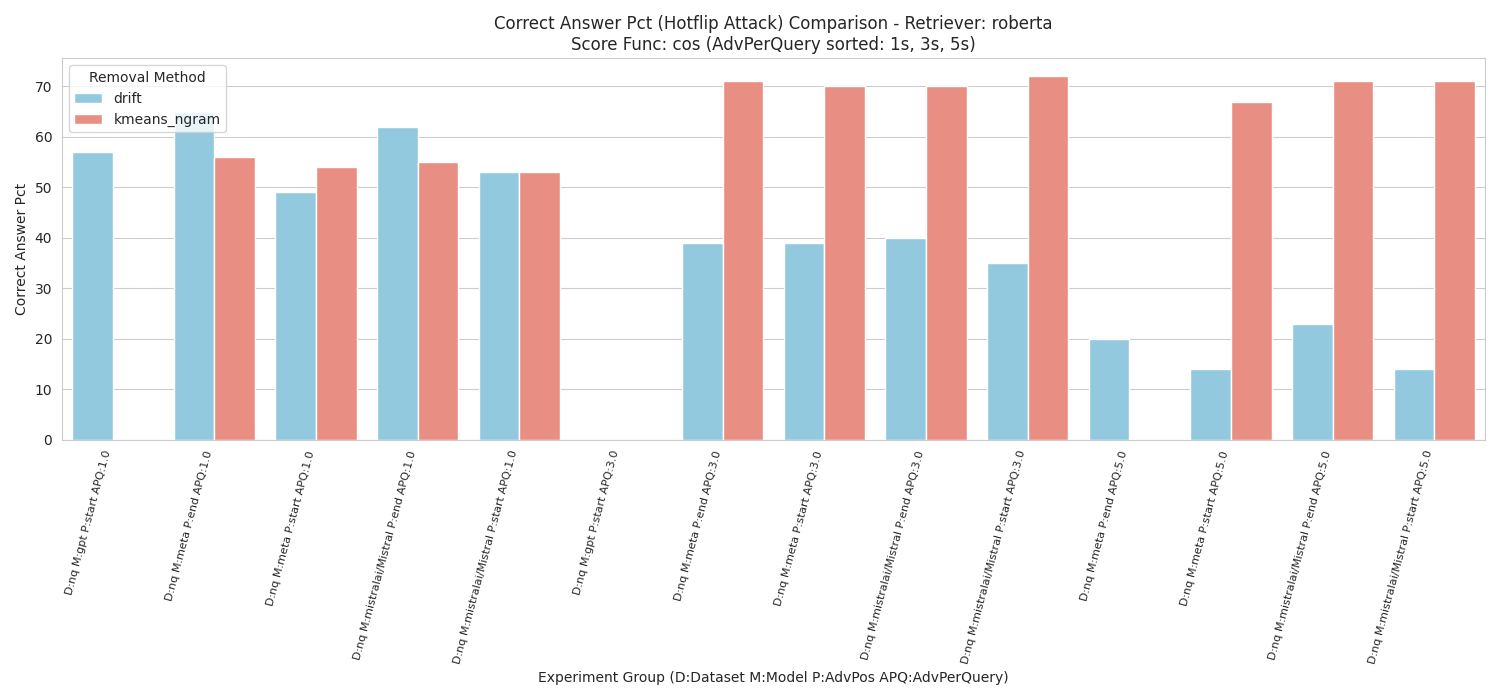 Correct Answer Pct (Hotflip Attack) Comparison - Retriever: roberta
Score Func: cos (AdvPerQuery sorted: 1s, 3s, 5s)
Removal Method
drift
kmeans_ngram
Correct Answer Pct
70
60
50
40
30
20
10
0
D:nq M:gpt P:start APQ:1.0
D:nq M:meta P:end APQ:1.0
D:nq M:meta P:start APQ:1.0
D:nq M:mistralai/Mistral P:end APQ:1.0
D:nq M:mistralai/Mistral P:start APQ:1.0
D:nq M:gpt P:start APQ:3.0
D:nq M:meta P:end APQ:3.0
D:nq M:meta P:start APQ:3.0
D:nq M:mistralai/Mistral P:end APQ:3.0
D:nq M:mistralai/Mistral P:start APQ:3.0
D:nq M:meta P:end APQ:5.0
D:nq M:meta P:start APQ:5.0
D:nq M:mistralai/Mistral P:end APQ:5.0
D:nq M:mistralai/Mistral P:start APQ:5.0
Experiment Group (D:Dataset M:Model P:AdvPos APQ:AdvPerQuery)